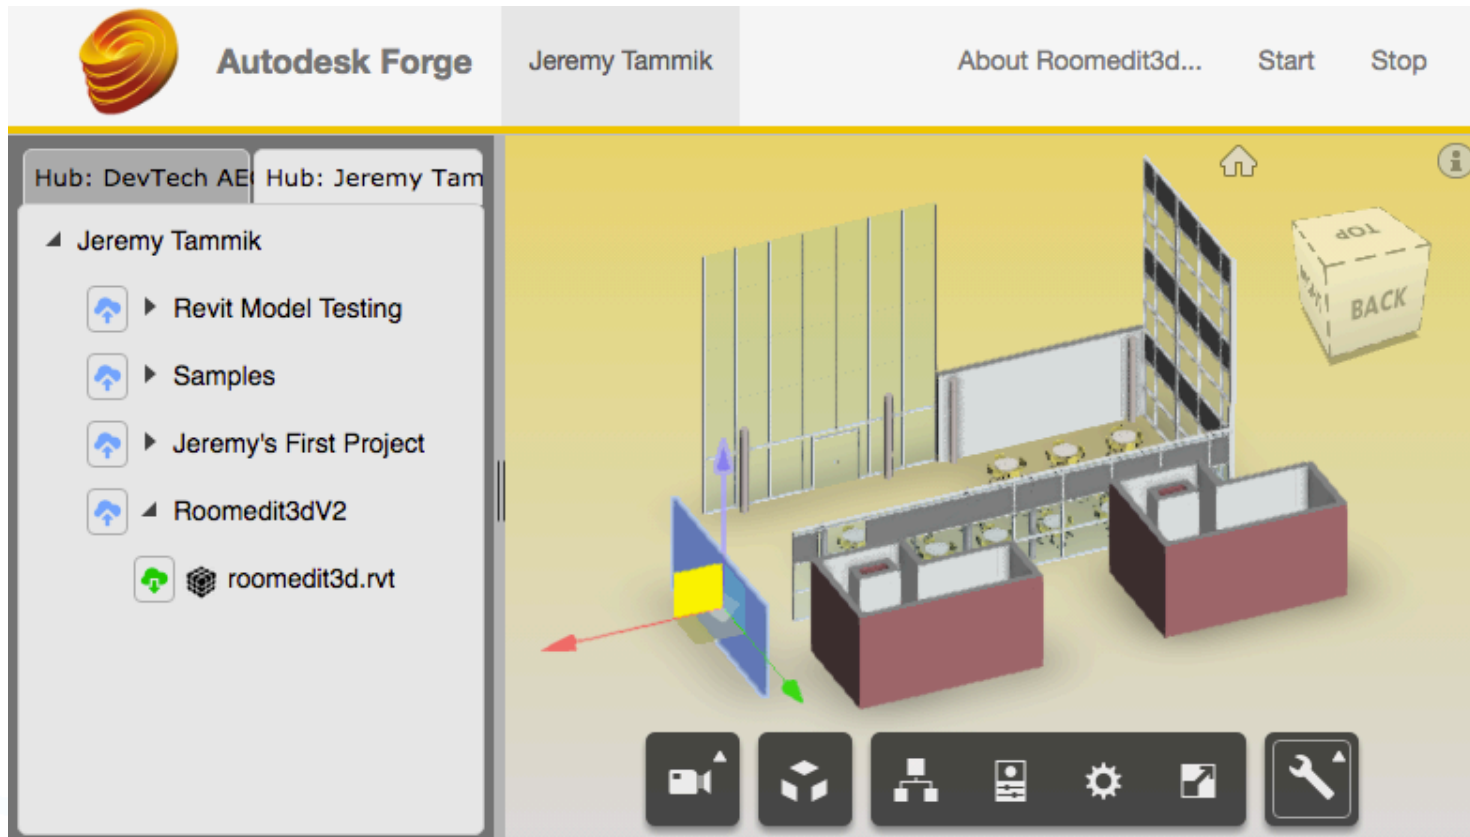 Autodesk Forge
Jeremy Tammik
About Roomedit3d...
Start
Stop
Hub: DevTech AE
Hub: Jeremy Tam
Jeremy Tammik
Revit Model Testing
Samples
Jeremy's First Project
Roomedit3dV2
roomedit3d.rvt
TOP
BACK